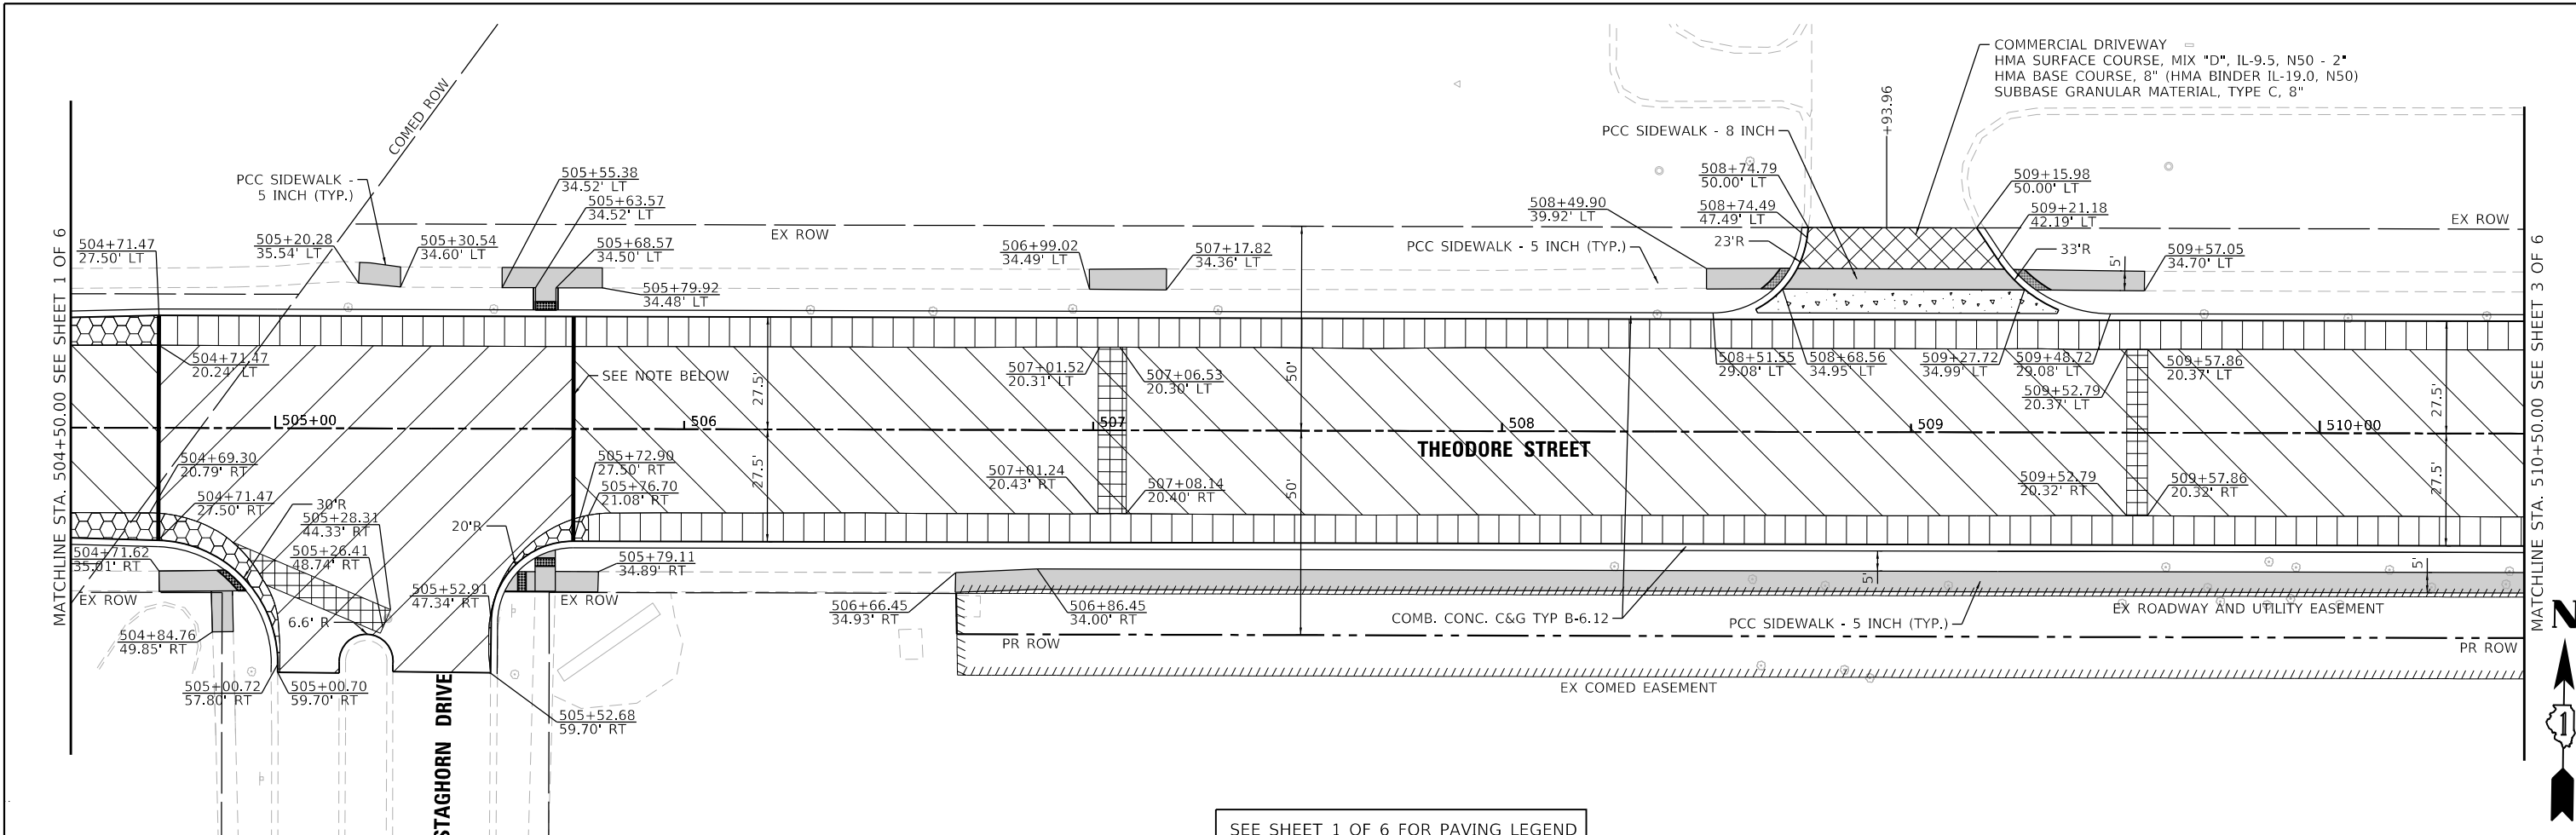 COMMERCIAL DRIVEWAY
HMA SURFACE COURSE, MIX "D", IL-9.5, N50 - 2"
HMA BASE COURSE, 8" (HMA BINDER IL-19.0, N50)
SUBBASE GRANULAR MATERIAL, TYPE C, 8"
COMED ROW
+93.96
PCC SIDEWALK - 8 INCH
PCC SIDEWALK -
5 INCH (TYP.)
505+55.38
34.52' LT
505+63.57
34.52' LT
508+74.79
50.00' LT
509+15.98
50.00' LT
508+49.90
39.92' LT
508+74.49
47.49' LT
509+21.18
42.19' LT
EX ROW
EX ROW
504+71.47
27.50' LT
505+20.28
35.54' LT
505+30.54
34.60' LT
505+68.57
34.50' LT
506+99.02
34.49' LT
507+17.82
34.36' LT
PCC SIDEWALK - 5 INCH (TYP.)
23'R
33'R
509+57.05
34.70' LT
5'
505+79.92
34.48' LT
MATCHLINE STA. 504+50.00 SEE SHEET 1 OF 6
MATCHLINE STA. 510+50.00 SEE SHEET 3 OF 6
504+71.47
20.24' LT
SEE NOTE BELOW
27.5'
507+01.52
20.31' LT
507+06.53
20.30' LT
50'
508+51.55
29.08' LT
508+68.56
34.95' LT
509+27.72
34.99' LT
509+48.72
29.08' LT
509+57.86
20.37' LT
509+52.79
20.37' LT
27.5'
505+00
506
507
508
509
510+00
THEODORE STREET
504+69.30
20.79' RT
505+72.90
27.50' RT
27.5'
505+76.70
21.08' RT
507+01.24
20.43' RT
507+08.14
20.40' RT
50'
509+52.79
20.32' RT
509+57.86
20.32' RT
27.5'
504+71.47
27.50' RT
30'R
505+28.31
44.33' RT
20'R
504+71.62
35.01' RT
505+26.41
48.74' RT
505+79.11
34.89' RT
5'
5'
505+52.91
47.34' RT
EX ROW
EX ROW
506+66.45
34.93' RT
506+86.45
34.00' RT
COMB. CONC. C&G TYP B-6.12
PCC SIDEWALK - 5 INCH (TYP.)
EX ROADWAY AND UTILITY EASEMENT
N
6.6' R
504+84.76
49.85' RT
PR ROW
PR ROW
505+00.72
57.80' RT
505+00.70
59.70' RT
EX COMED EASEMENT
505+52.68
59.70' RT
STAGHORN DRIVE
1
SEE SHEET 1 OF 6 FOR PAVING LEGEND